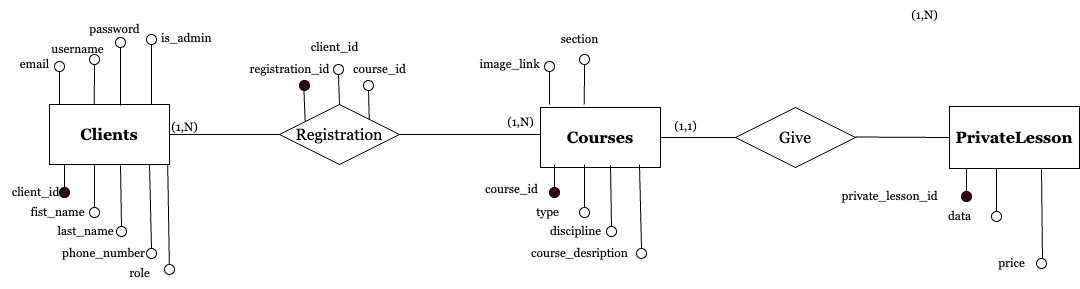 (1,N)
password
is_admin
username
email
client_id
section
registration_id
course_id
image_link
Clients
(1,N)
Registration
(1,N)
Courses
(1,1)
Give
PrivateLesson
client_id
fist_name
last_name
phone_number
role
course_id
type
discipline
course_desription
private_lesson_id
data
price